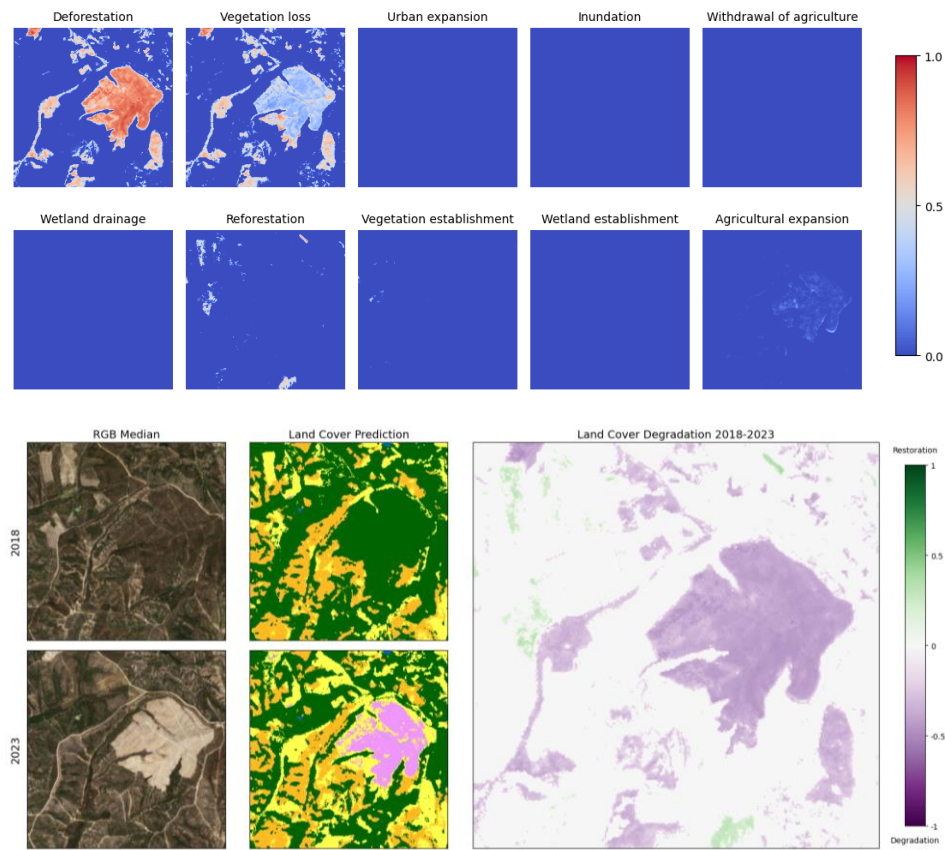 Deforestation
Vegetation loss
Urban expansion
Inundation
Withdrawal of agriculture
1.0
0.5
0.0
Wetland drainage
Reforestation
Vegetation establishment
Wetland establishment
Agricultural expansion
RGB Median
Land Cover Prediction
Land Cover Degradation 2018-2023
2018
2023
Restoration
1
0.5
0
-0.5
-1
Degradation